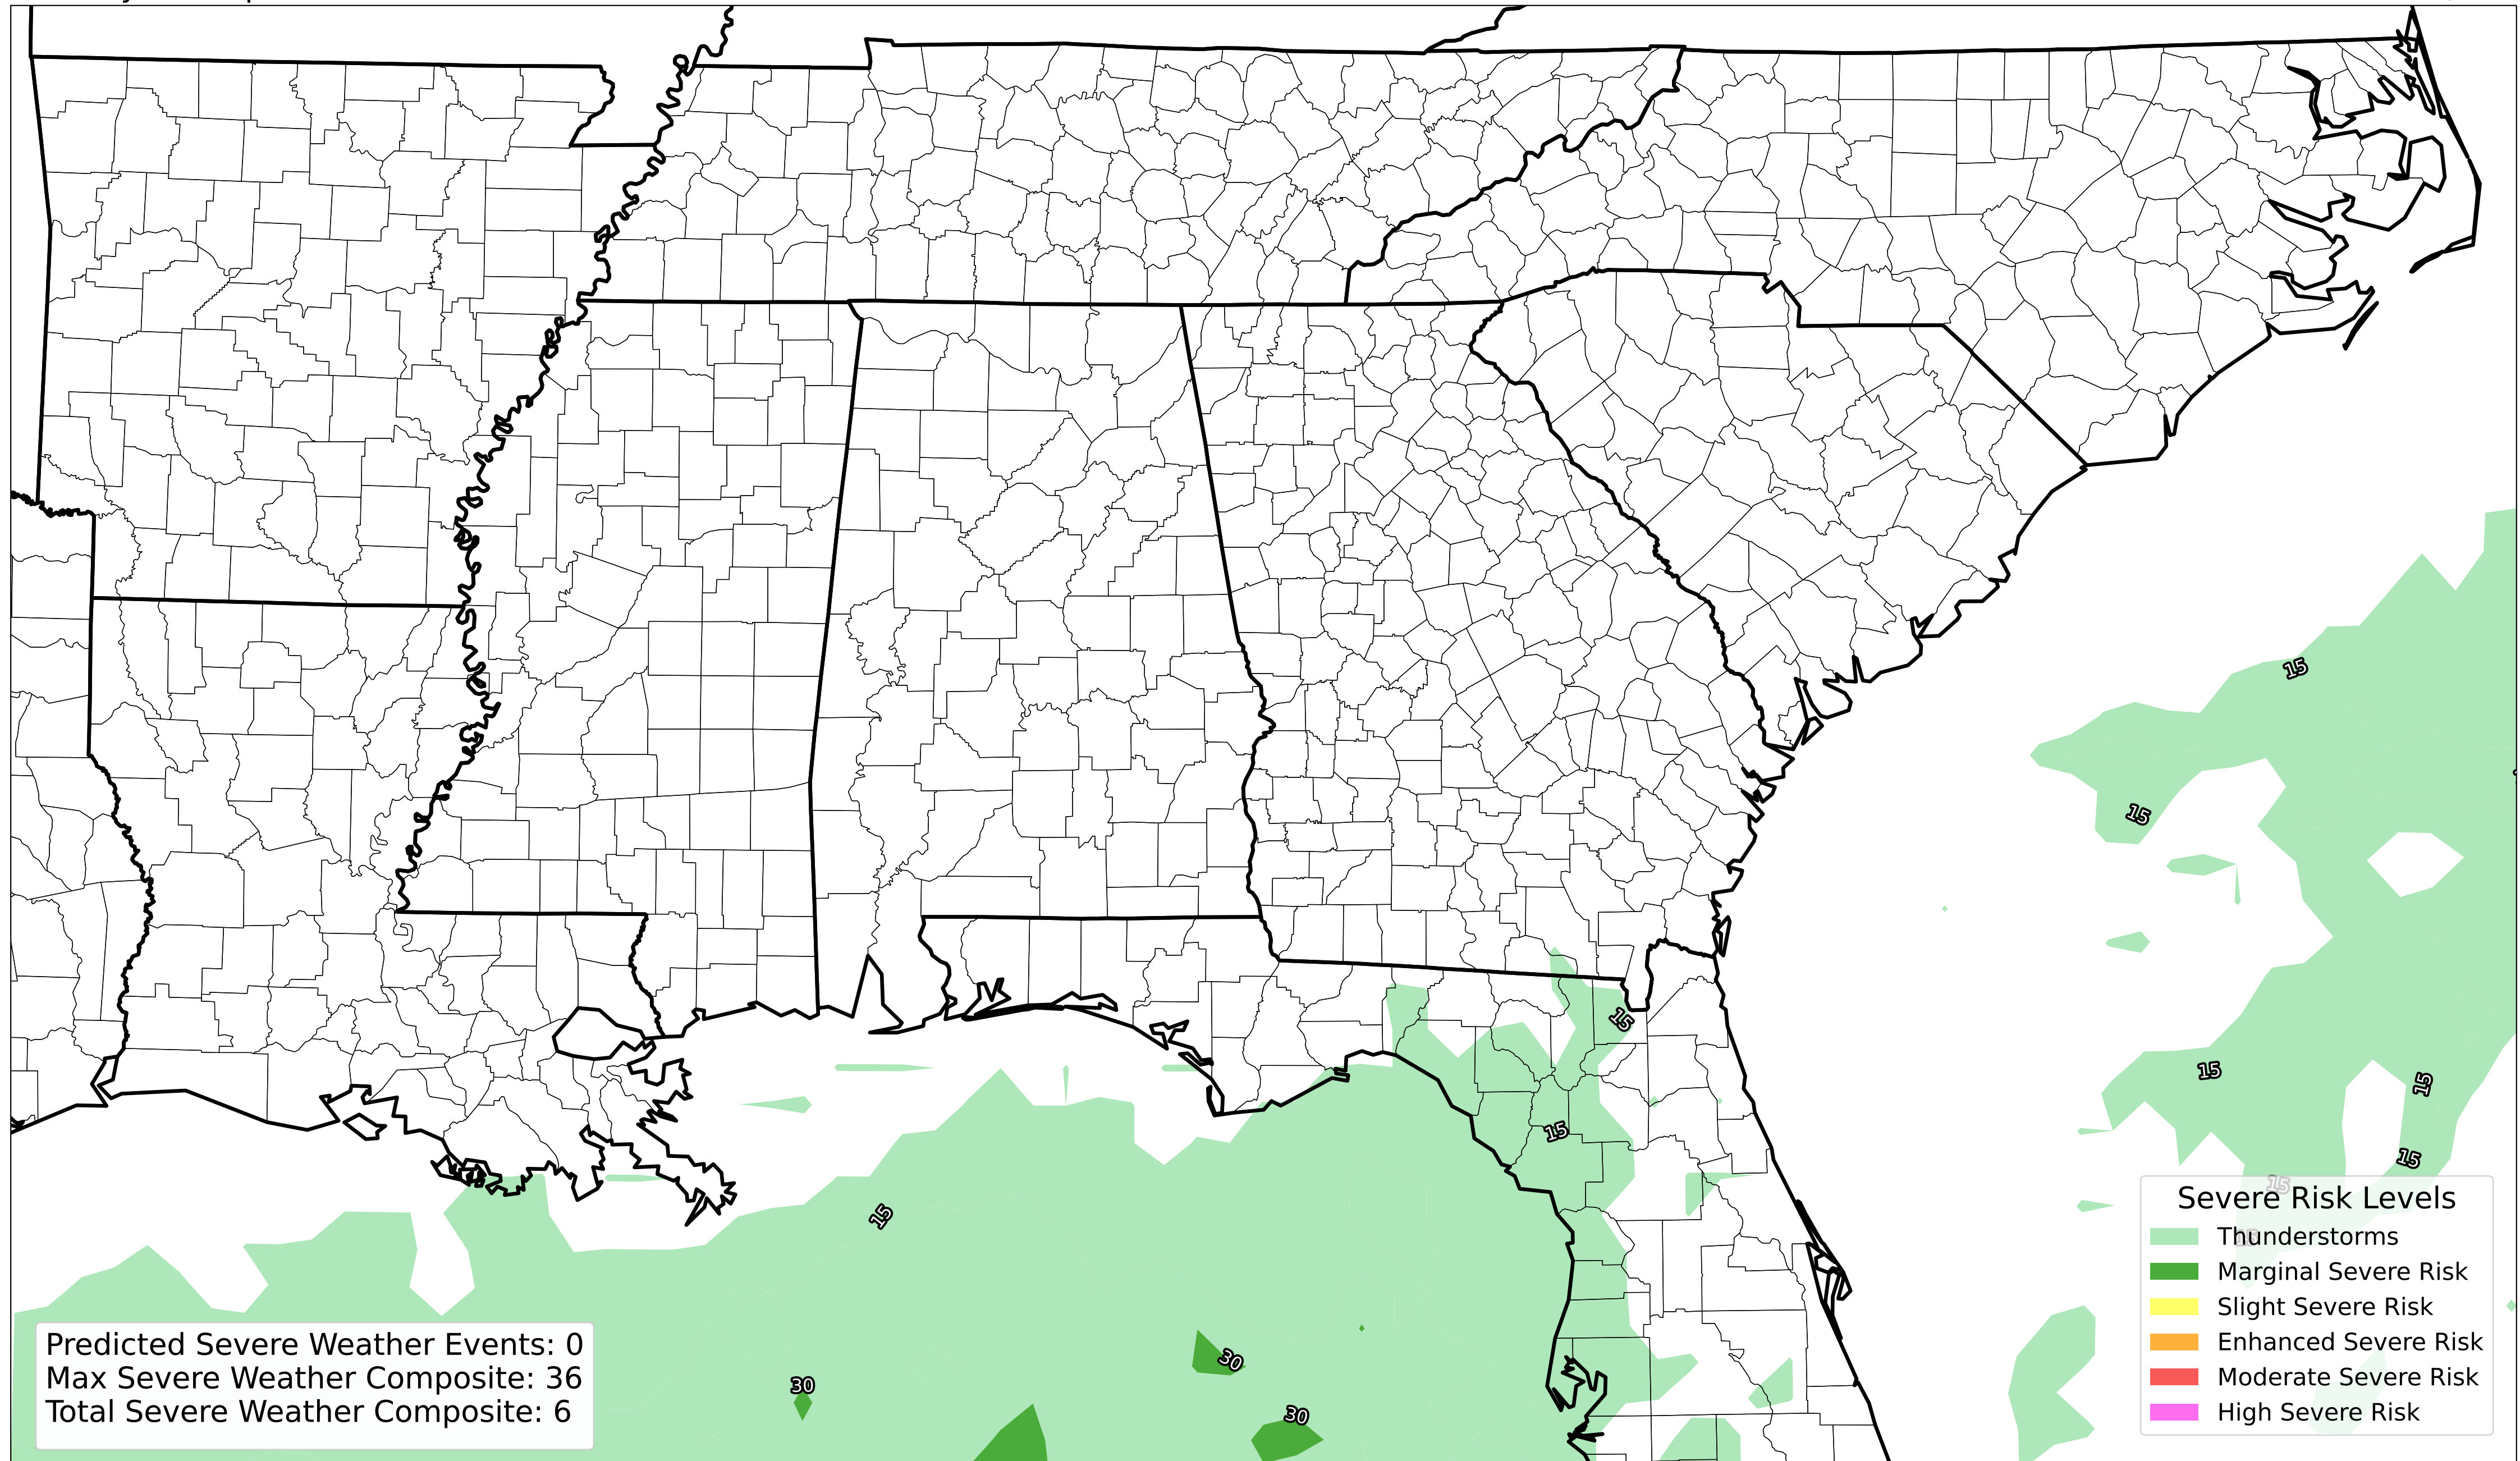 15
15
15
15
15
15
15
15
15
15
30
30
30
Predicted Severe Weather Events: 0
Max Severe Weather Composite: 36
Total Severe Weather Composite: 6
Severe Risk Levels
Thunderstorms
Marginal Severe Risk
Slight Severe Risk
Enhanced Severe Risk
Moderate Severe Risk
High Severe Risk